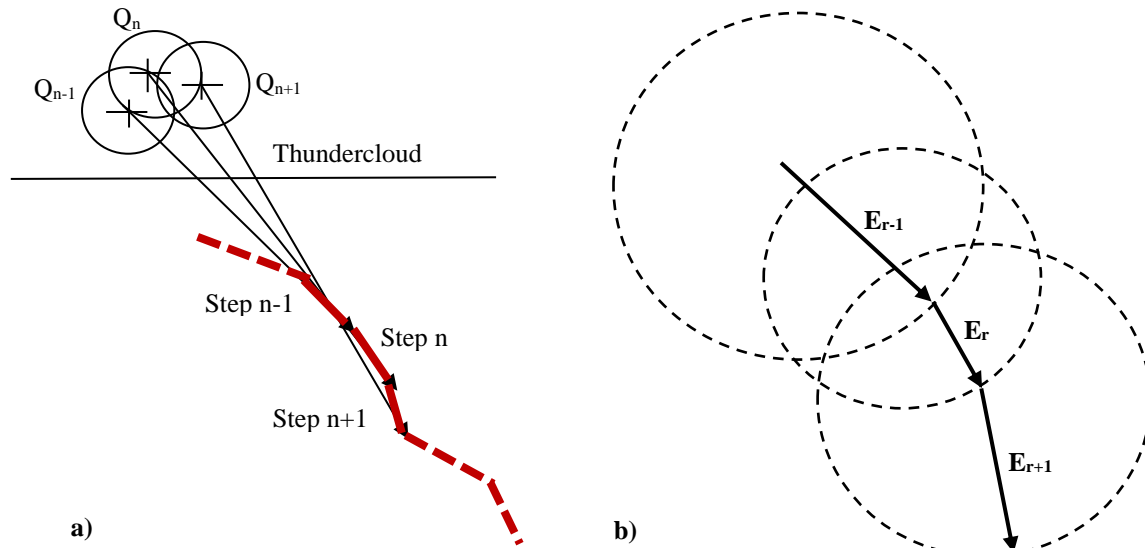 Qn
Qn-1
Qn+1
Thundercloud
Step n-1
Step n
Step n+1
a)
Er-1
Er
Er+1
b)